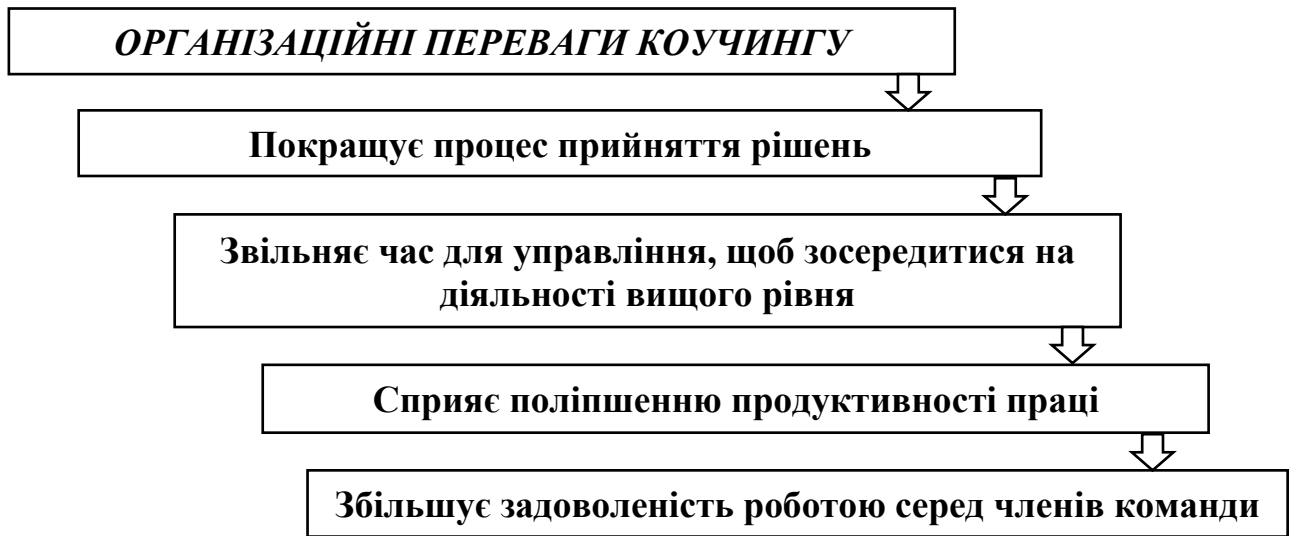 ОРГАНІЗАЦІЙНІ ПЕРЕВАГИ КОУЧИНГУ
Покращує процес прийняття рішень
Звільняє час для управління, щоб зосередитися на
діяльності вищого рівня
Сприяє поліпшенню продуктивності праці
Збільшує задоволеність роботою серед членів команди